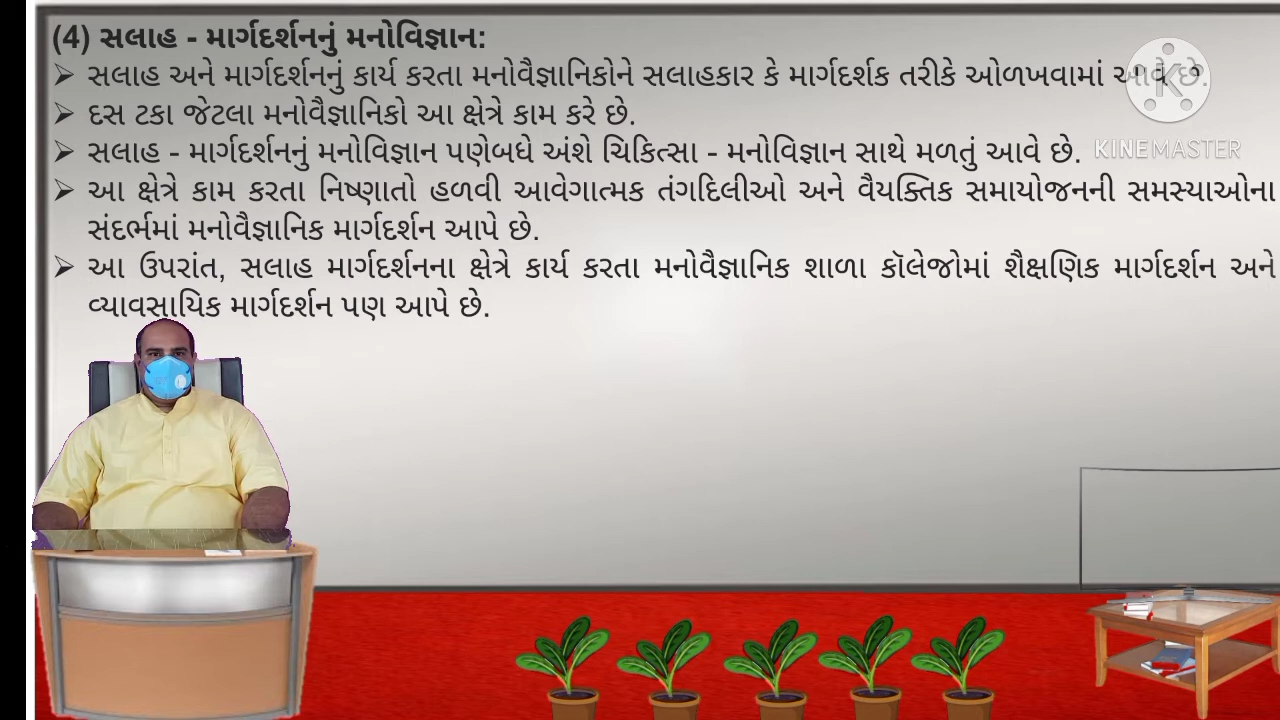 (4) સલાહ - માર્ગદર્શનનું મનોવિજ્ઞાન:
➢ સલાહ અને માર્ગદર્શનનું કાર્ય કરતા મનોવૈજ્ઞાનિકોને સલાહકાર કે માર્ગદર્શક તરીકે ઓળખવામાં આવે છે.
➢ દસ ટકા જેટલા મનોવૈજ્ઞાનિકો આ ક્ષેત્રે કામ કરે છે.
➢ સલાહ - માર્ગદર્શનનું મનોવિજ્ઞાન પણેબધે અંશે ચિકિત્સા - મનોવિજ્ઞાન સાથે મળતું આવે છે.
➢ આ ક્ષેત્રે કામ કરતા નિષ્ણાતો હળવી આવેગાત્મક તંગદિલીઓ અને વૈયક્તિક સમાયોજનની સમસ્યાઓના
સંદર્ભમાં મનોવૈજ્ઞાનિક માર્ગદર્શન આપે છે.
➢ આ ઉપરાંત, સલાહ માર્ગદર્શનના ક્ષેત્રે કાર્ય કરતા મનોવૈજ્ઞાનિક શાળા કૉલેજોમાં શૈક્ષણિક માર્ગદર્શન અને
વ્યાવસાયિક માર્ગદર્શન પણ આપે છે.
K
KINEMASTER